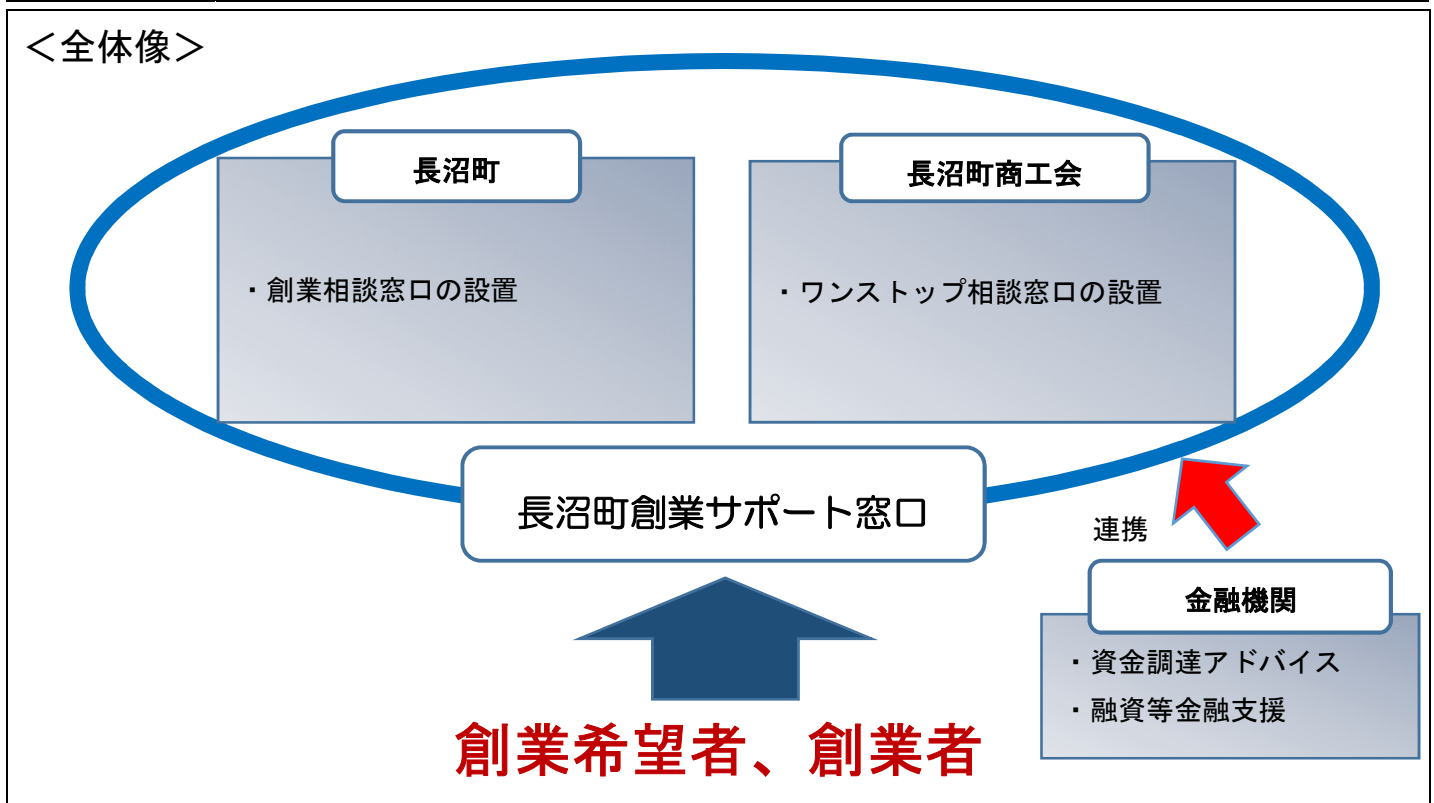 ＜全体像＞
長沼町
・創業相談窓口の設置
長沼町商工会
・ワンストップ相談窓口の設置
長沼町創業サポート窓口
連携
金融機関
・資金調達アドバイス
・融資等金融支援
創業希望者、創業者